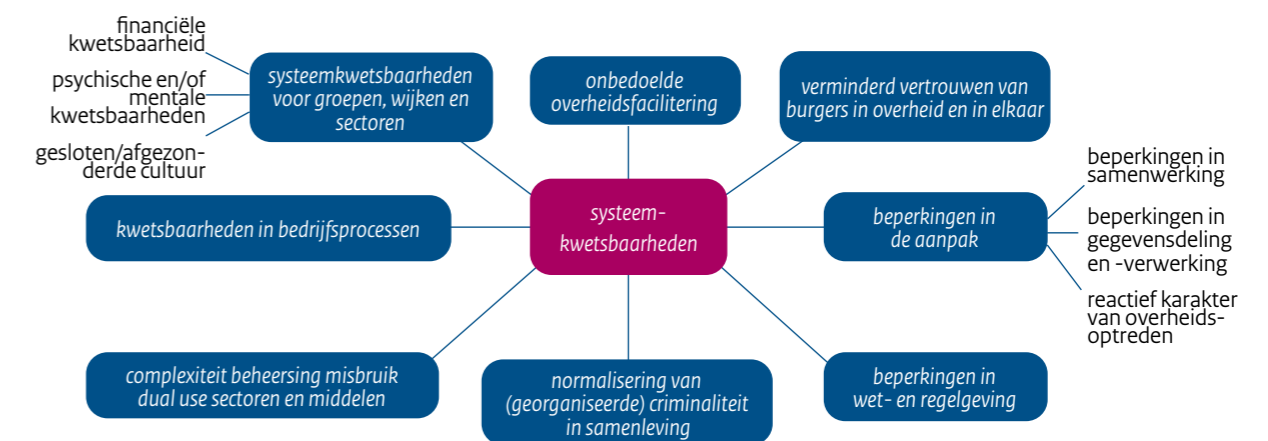 financiële
kwetsbaarheid
psychische en/of
mentale
kwetsbaarheden
gesloten/afgezon-
derde cultuur
systeemkwetsbaarheden
voor groepen, wijken en
sectoren
onbedoelde
overheidsfacilitering
verminderd vertrouwen van
burgers in overheid en in elkaar
kwetsbaarheden in bedrijfsprocessen
systeem-
kwetsbaarheden
beperkingen in
de aanpak
beperkingen in
samenwerking
beperkingen in
gegevensdeling
en -verwerking
reactief karakter
van overheids-
optreden
complexiteit beheersing misbruik
dual use sectoren en middelen
normalisering van
(georganiseerde) criminaliteit
in samenleving
beperkingen in
wet- en regelgeving